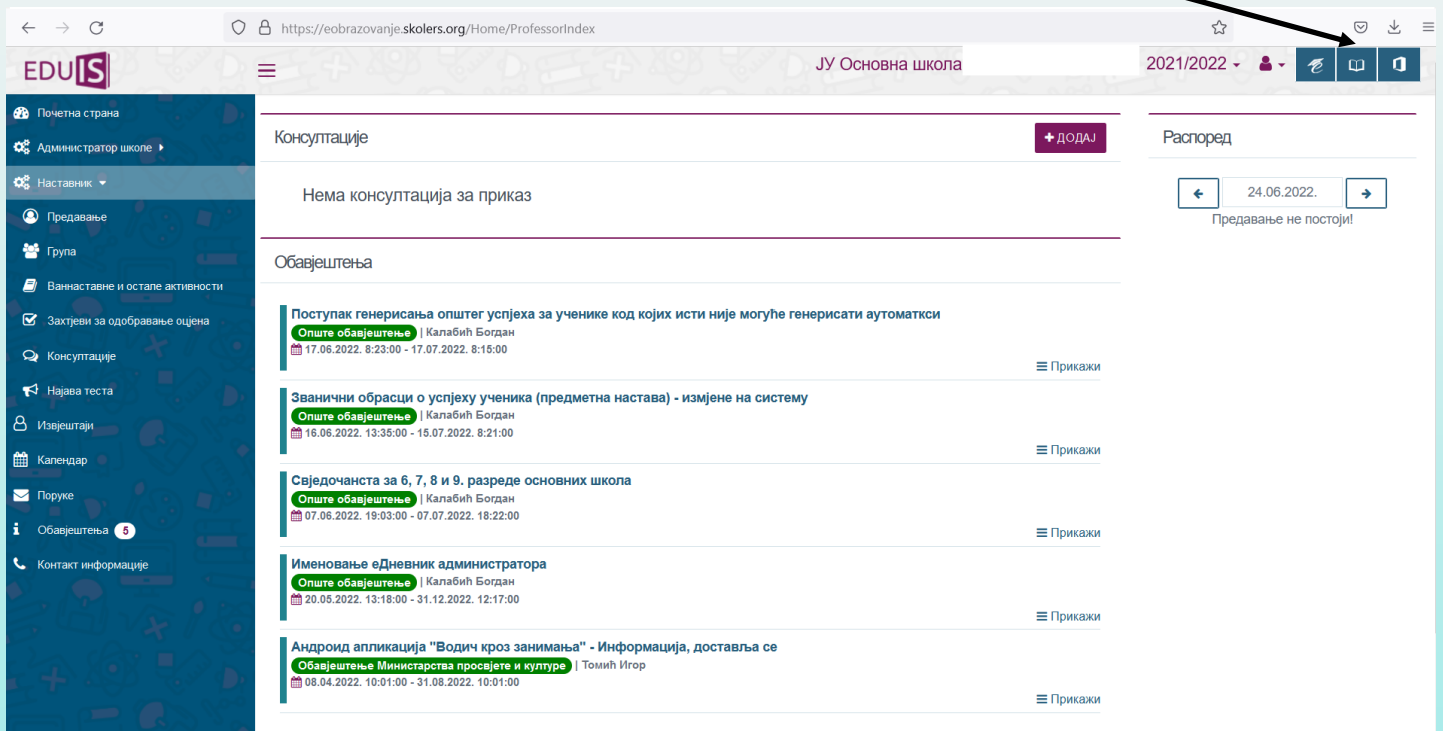 https://eobrazovanje.skolers.org/Home/ProfessorIndex
EDUIS
ЈУ Основна школа
2021/2022
Почетна страна
Администратор школе
Наставник
Предавање
Група
Ваннаставне и остале активности
Захтјеви за одобравање оцјена
Консултације
Најава теста
Извјештаји
Календар
Поруке
Обавјештења 5
Контакт информације
Консултације
+ ДОДАЈ
Нема консултација за приказ
Обавјештења
Поступак генерисања општег успјеха за ученике код којих исти није могуће генерисати аутоматкси
Опште обавјештење | Калабић Богдан
17.06.2022. 8:23:00 - 17.07.2022. 8:15:00
Прикажи
Званични обрасци о успјеху ученика (предметна настава) - измјене на систему
Опште обавјештење | Калабић Богдан
16.06.2022. 13:35:00 - 15.07.2022. 8:21:00
Прикажи
Свједочанста за 6, 7, 8 и 9. разреде основних школа
Опште обавјештење | Калабић Богдан
07.06.2022. 19:03:00 - 07.07.2022. 18:22:00
Прикажи
Именовање еДневник администратора
Опште обавјештење | Калабић Богдан
20.05.2022. 13:18:00 - 31.12.2022. 12:17:00
Прикажи
Андроид апликација "Водич кроз занимања" - Информација, доставља се
Обавјештење Министарства просвјете и културе | Томић Игор
08.04.2022. 10:01:00 - 31.08.2022. 10:01:00
Прикажи
Распоред
24.06.2022.
Предавање не постоји!